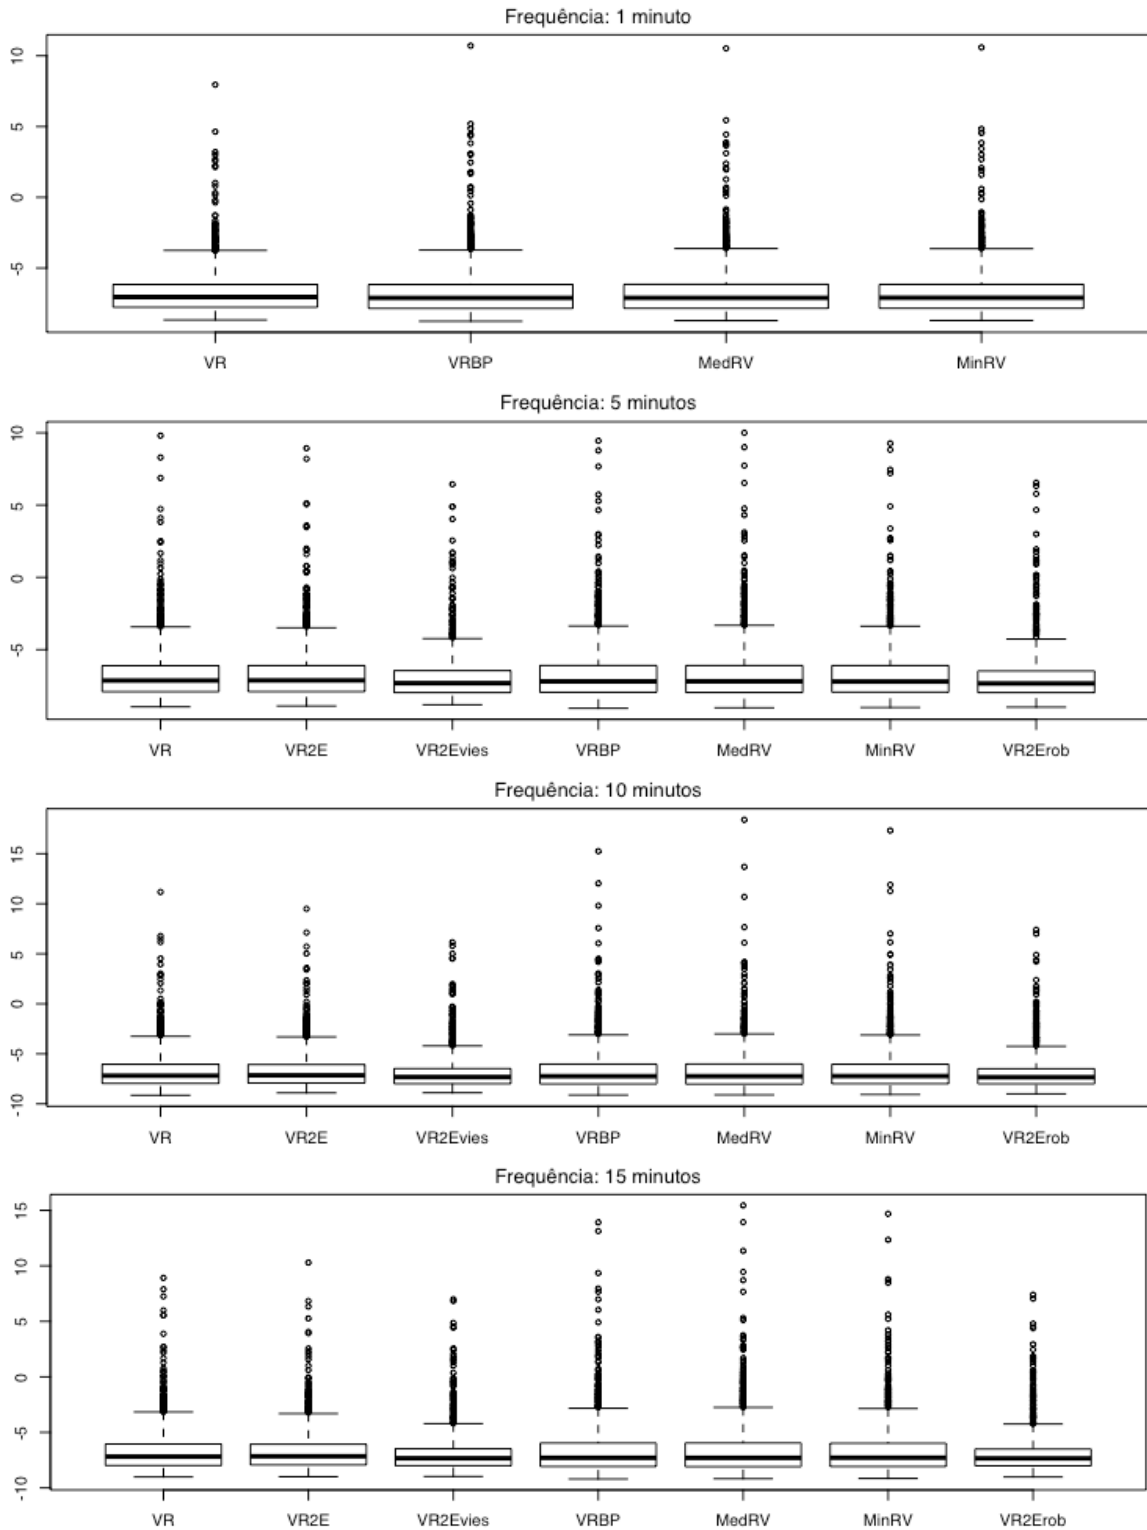 Frequência: 1 minuto
10
5
0
-5
VR VRBP MedRV MinRV
Frequência: 5 minutos
10
5
0
-5
VR VR2E VR2Evies VRBP MedRV MinRV VR2Erob
Frequência: 10 minutos
15
10
5
0
-5
-10
VR VR2E VR2Evies VRBP MedRV MinRV VR2Erob
Frequência: 15 minutos
15
10
5
0
-5
-10
VR VR2E VR2Evies VRBP MedRV MinRV VR2Erob